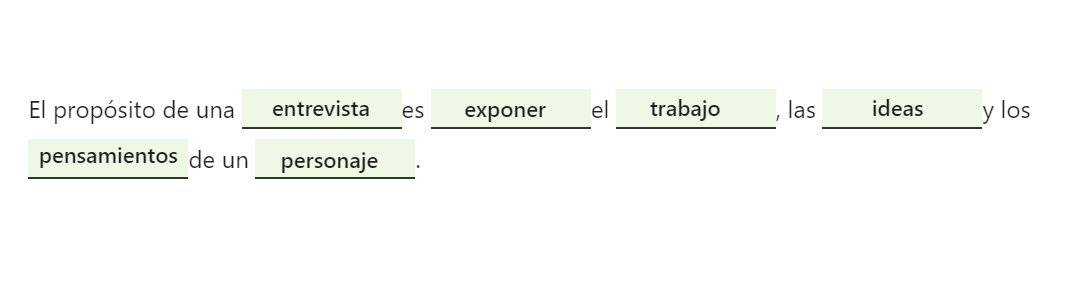 El propósito de una entrevista es exponer el trabajo, las ideas y los
pensamientos de un personaje.